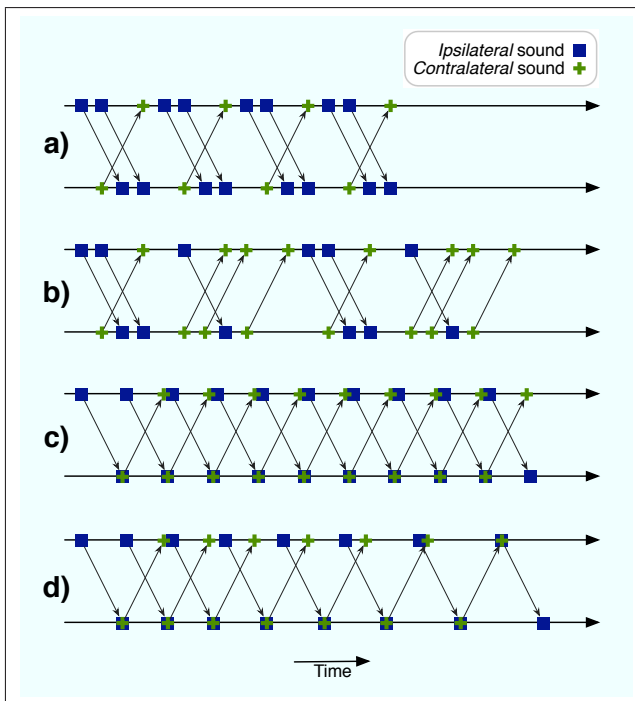 Ipsilateral sound
Contralateral sound
a)
b)
c)
d)
Time